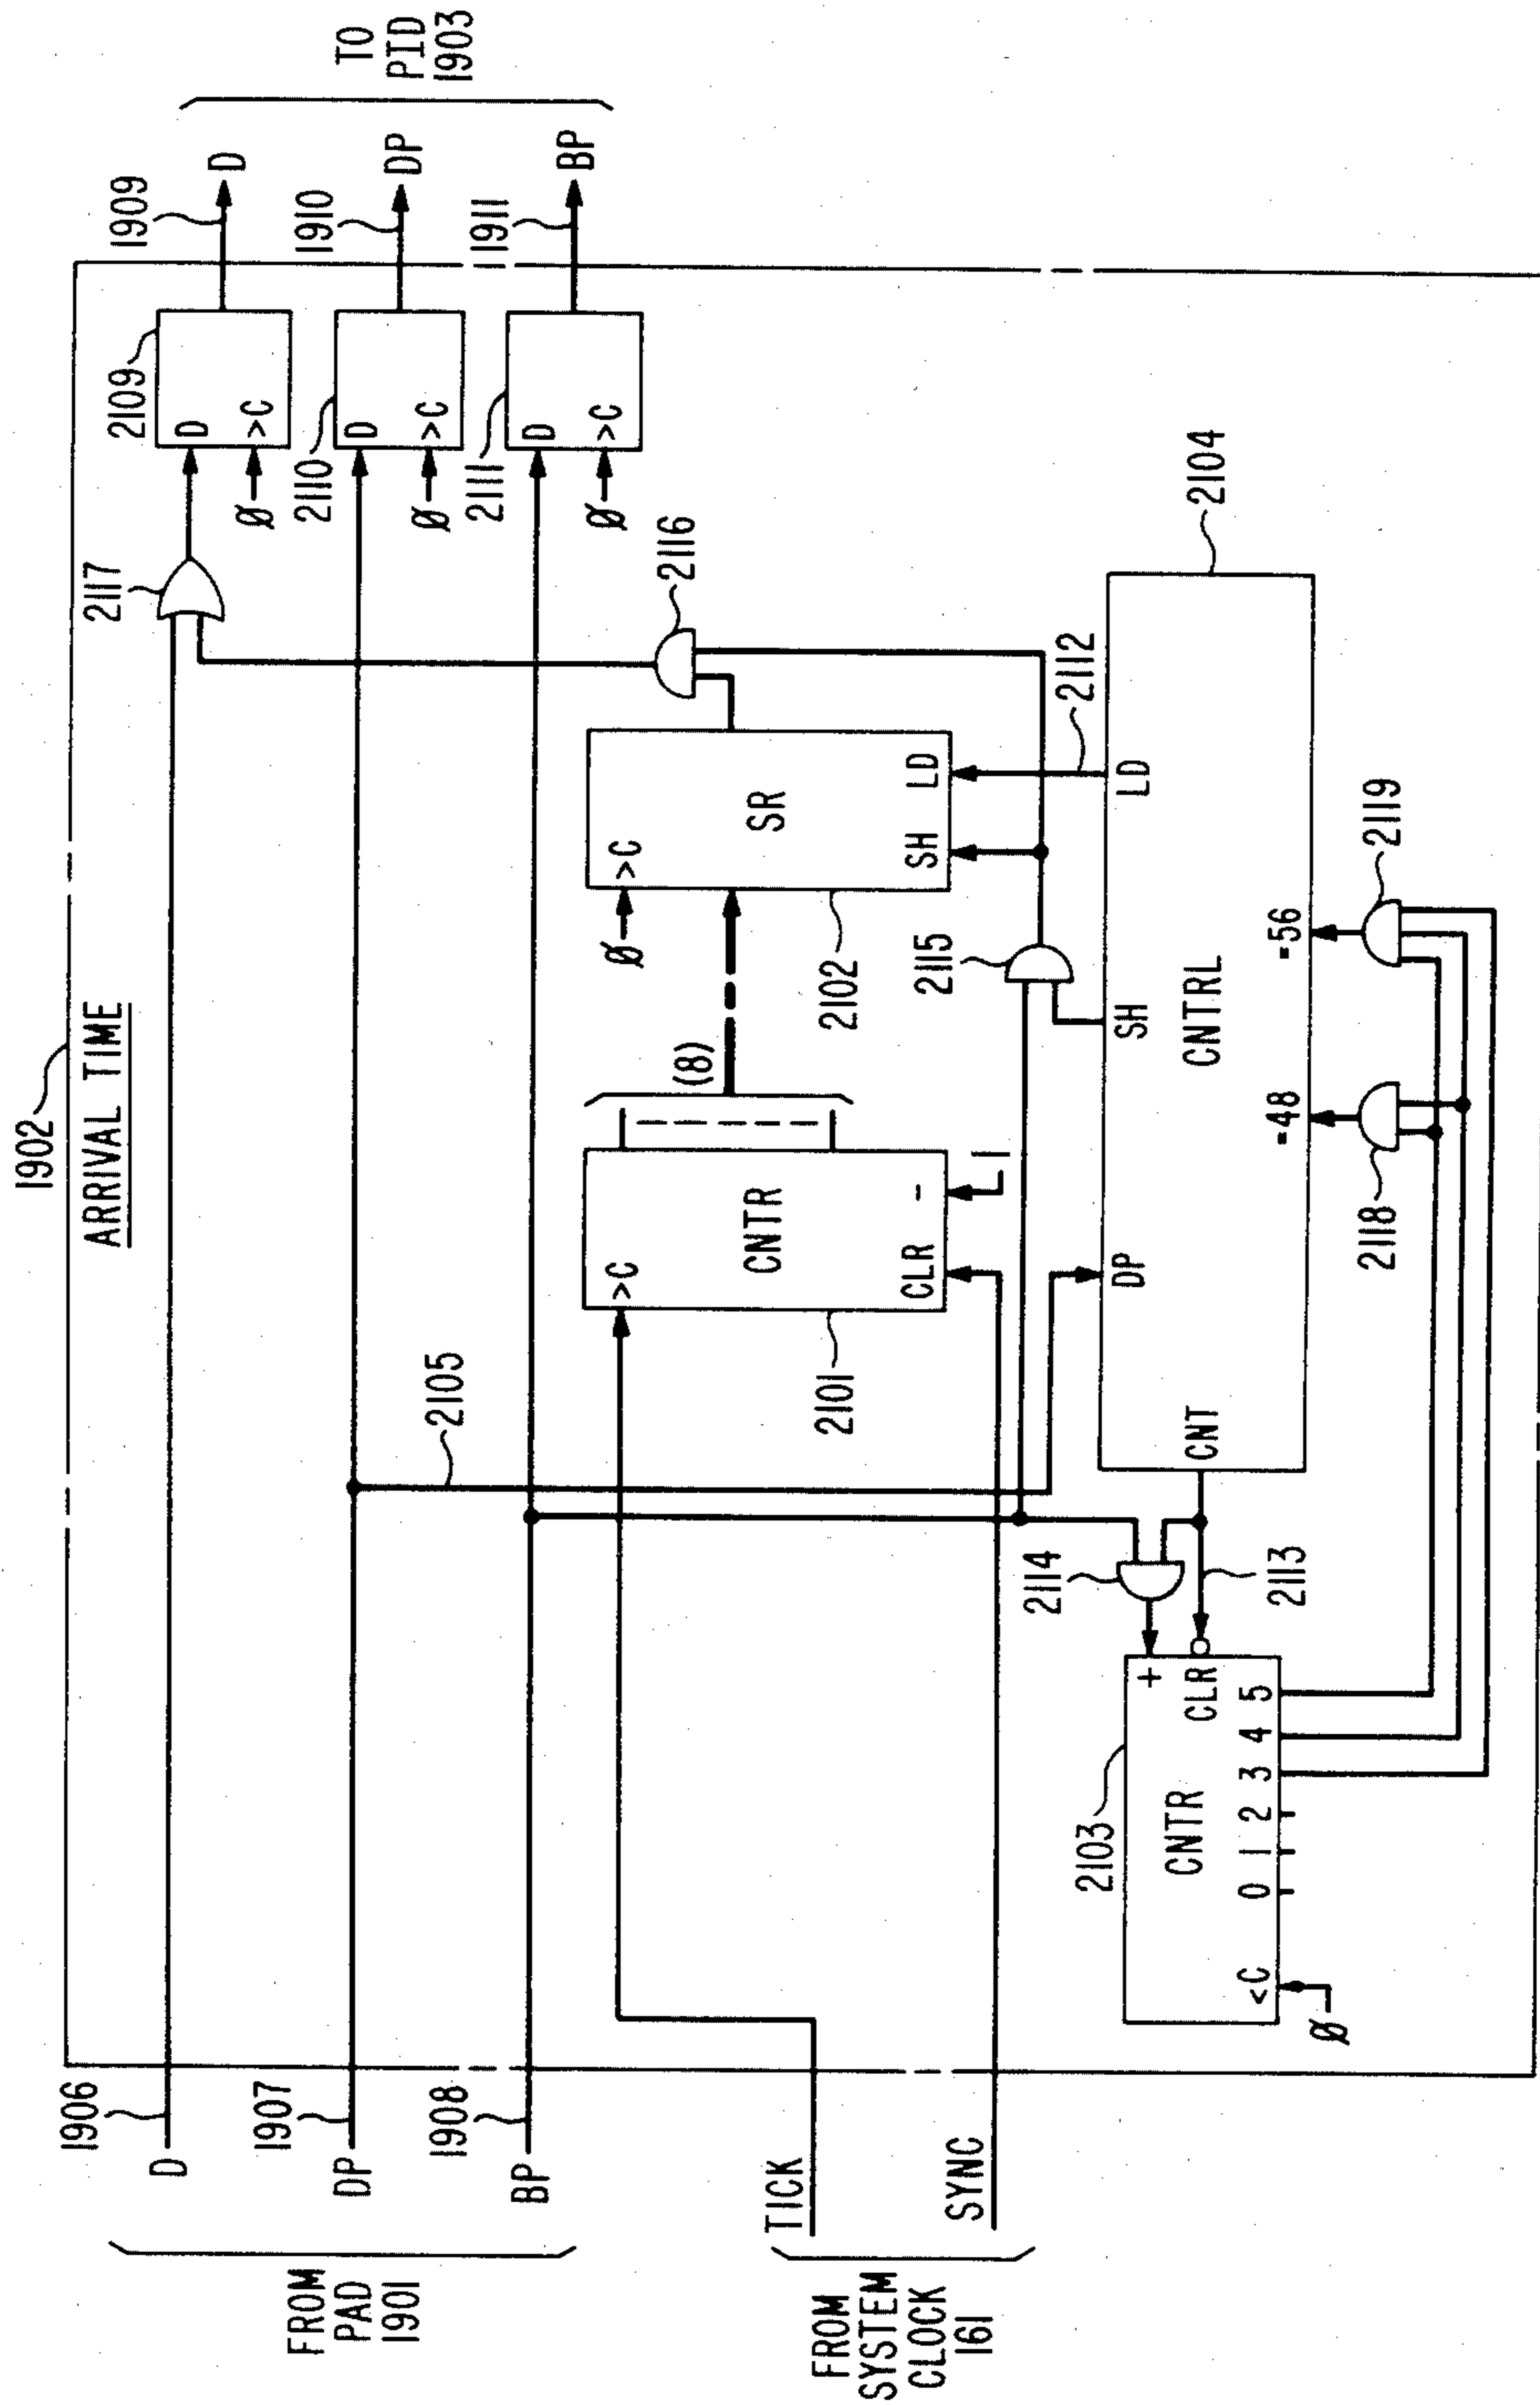 1902
ARRIVAL TIME
1906
D
1907
DP
1908
BP
FROM
PAD
1901
TICK
SYNC
FROM
SYSTEM
CLOCK
161
2117
2109
D
>C
Ø
1909
D
2110
D
>C
Ø
1910
DP
2111
D
>C
Ø
1911
BP
TO
PID
1903
2105
>C
CNTR
CLR
-
1
2101
(8)
Ø
>C
SR
SH
LD
2102
2116
2115
2112
2114
2113
2103
+
CLR
CNTR
<C
0 1 2 3 4 5
Ø
CNT
DP
SH
LD
CNTRL
=48
=56
2104
2118
2119